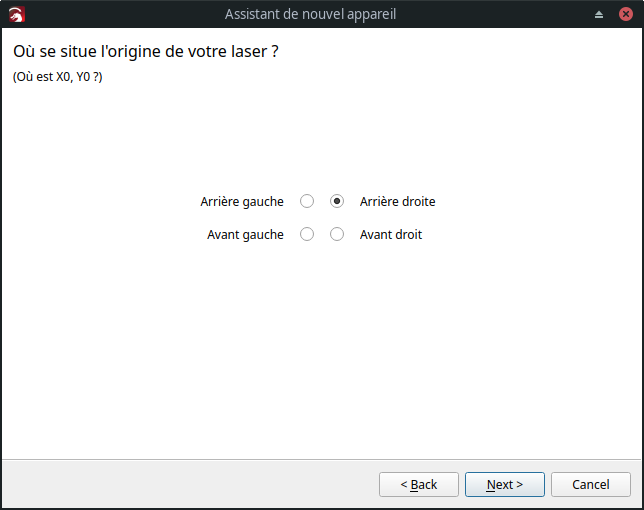 Assistant de nouvel appareil
Où se situe l'origine de votre laser ?
(Où est X0, Y0 ?)
Arrière gauche Arrière droite
Avant gauche Avant droit
< Back Next > Cancel